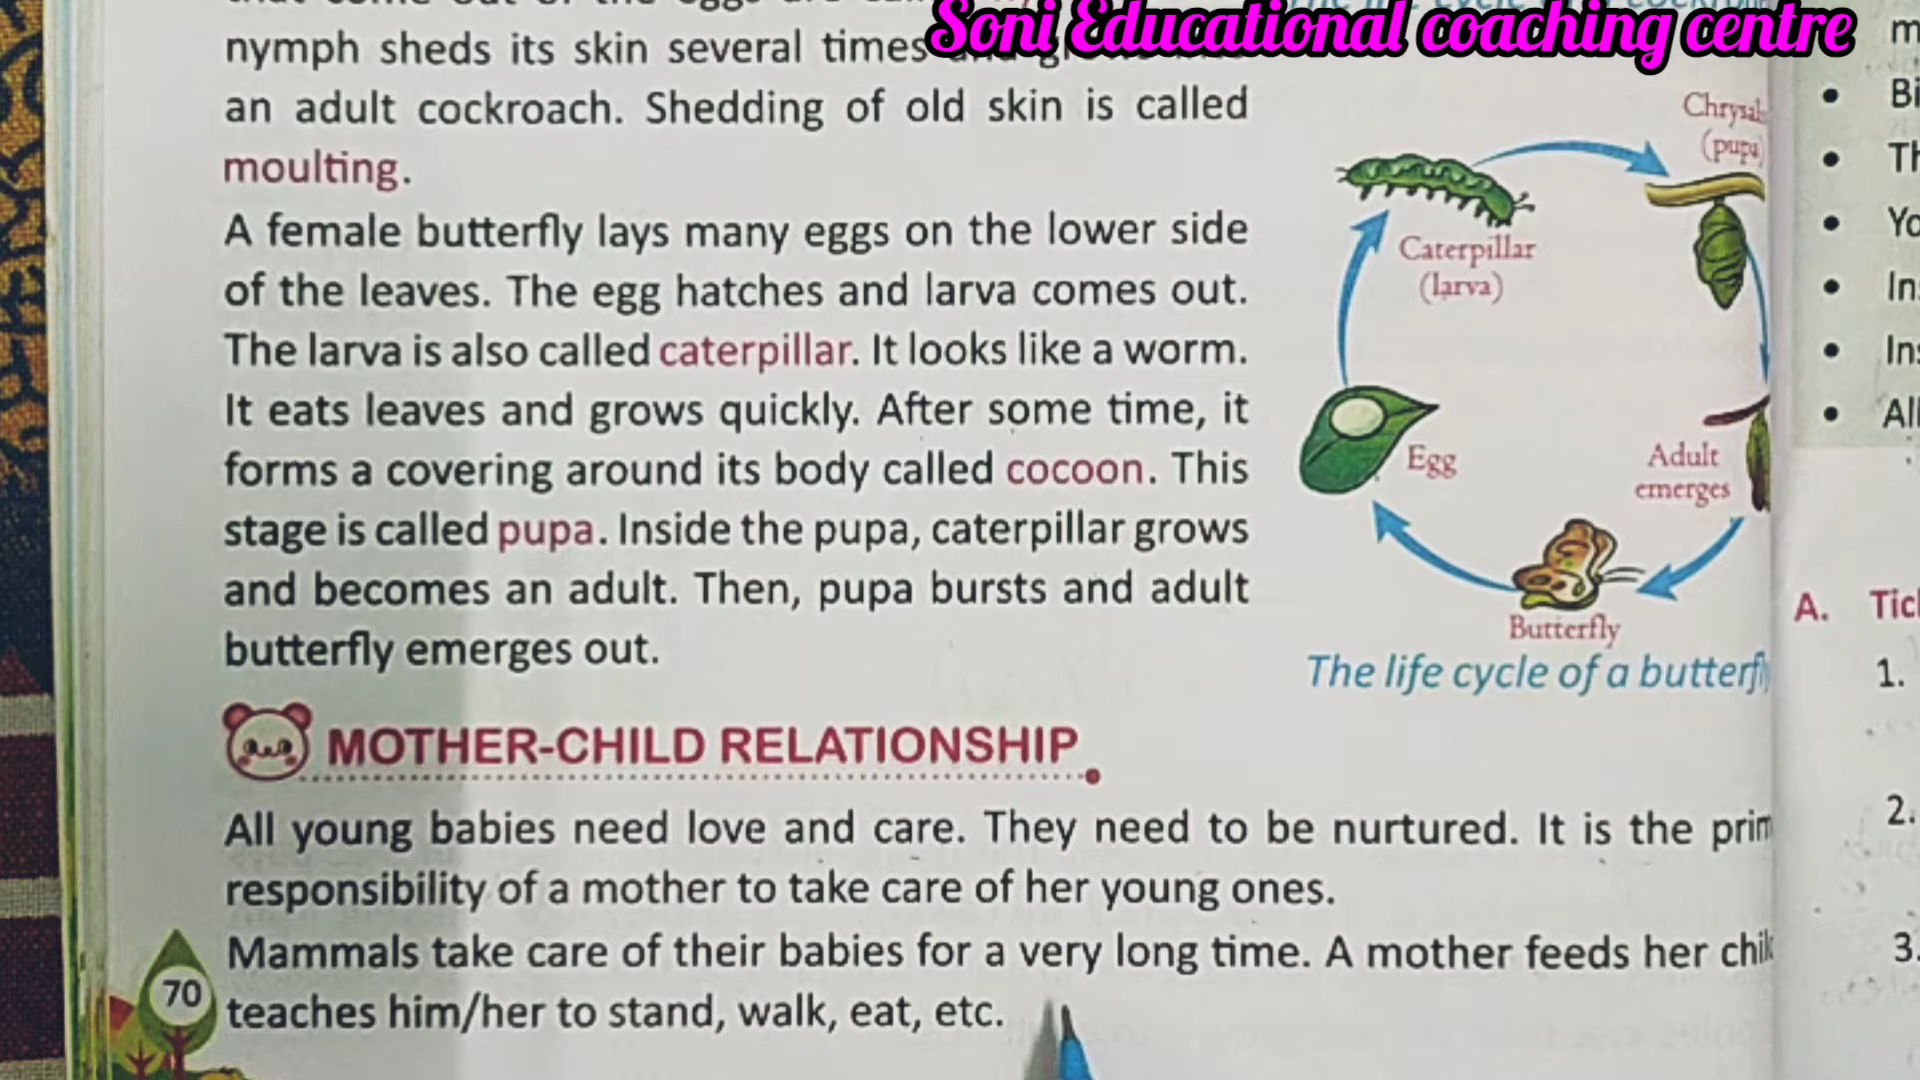 Soni Educational coaching centre
nymph sheds its skin several times
an adult cockroach. Shedding of old skin is called
moulting.
A female butterfly lays many eggs on the lower side
of the leaves. The egg hatches and larva comes out.
The larva is also called caterpillar. It looks like a worm.
It eats leaves and grows quickly. After some time, it
forms a covering around its body called cocoon. This
stage is called pupa. Inside the pupa, caterpillar grows
and becomes an adult. Then, pupa bursts and adult
butterfly emerges out.
(pupa)
Caterpillar
(larva)
Egg
Adult
emerges
Butterfly
The life cycle of a
MOTHER-CHILD RELATIONSHIP
All young babies need love and care. They need to be nurtured. It is the
responsibility of a mother to take care of her young ones.
Mammals take care of their babies for a very long time. A mother feeds her
teaches him/her to stand, walk, eat, etc.
70
A.
1.
2.
3.